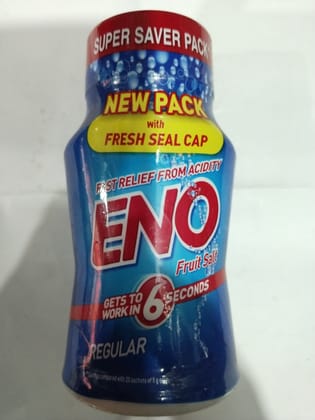 SUPER SAVER PACK
NEW PACK
with
FRESH SEAL CAP
FAST RELIEF FROM ACIDITY
ENO
Fruit Salt
GETS TO
WORK IN 6 SECONDS
REGULAR